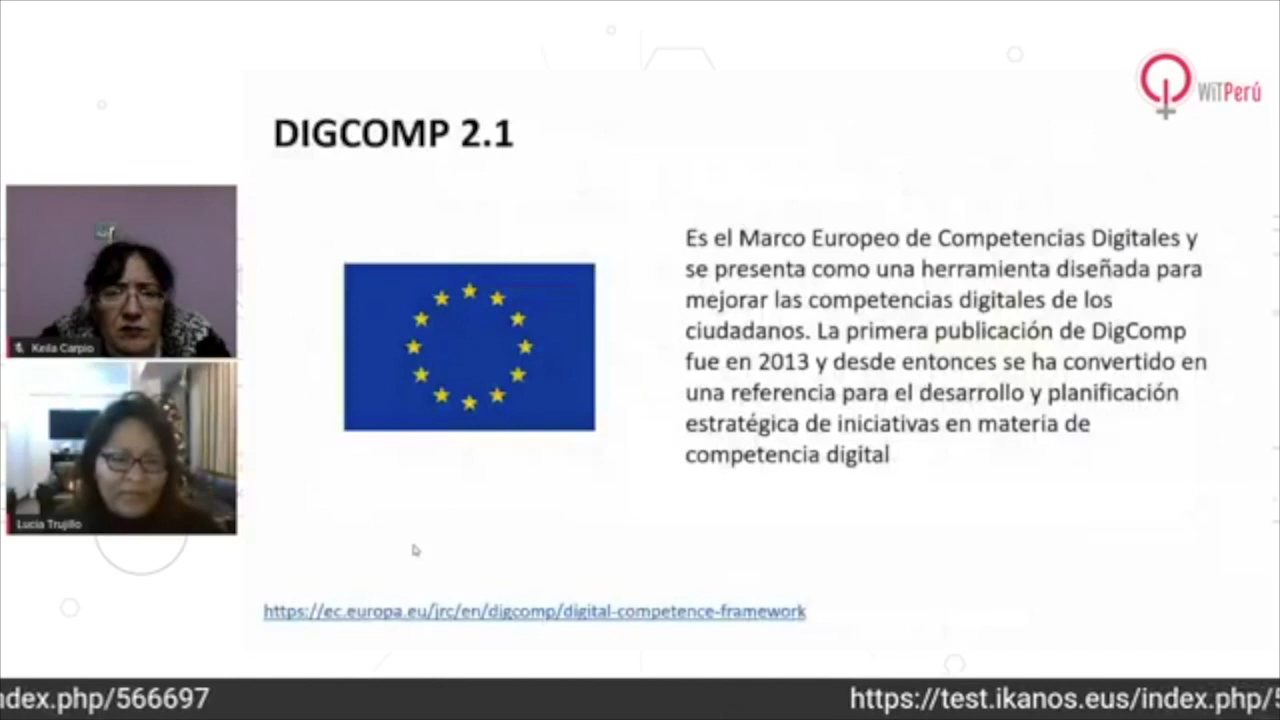 WiTPerú
DIGCOMP 2.1
Es el Marco Europeo de Competencias Digitales y
se presenta como una herramienta diseñada para
mejorar las competencias digitales de los
ciudadanos. La primera publicación de DigComp
fue en 2013 y desde entonces se ha convertido en
una referencia para el desarrollo y planificación
estratégica de iniciativas en materia de
competencia digital
Keila Carpio
Lucia Trujillo
https://ec.europa.eu/jrc/en/digcomp/digital-competence-framework
ndex.php/566697
https://test.ikanos.eus/index.php/5